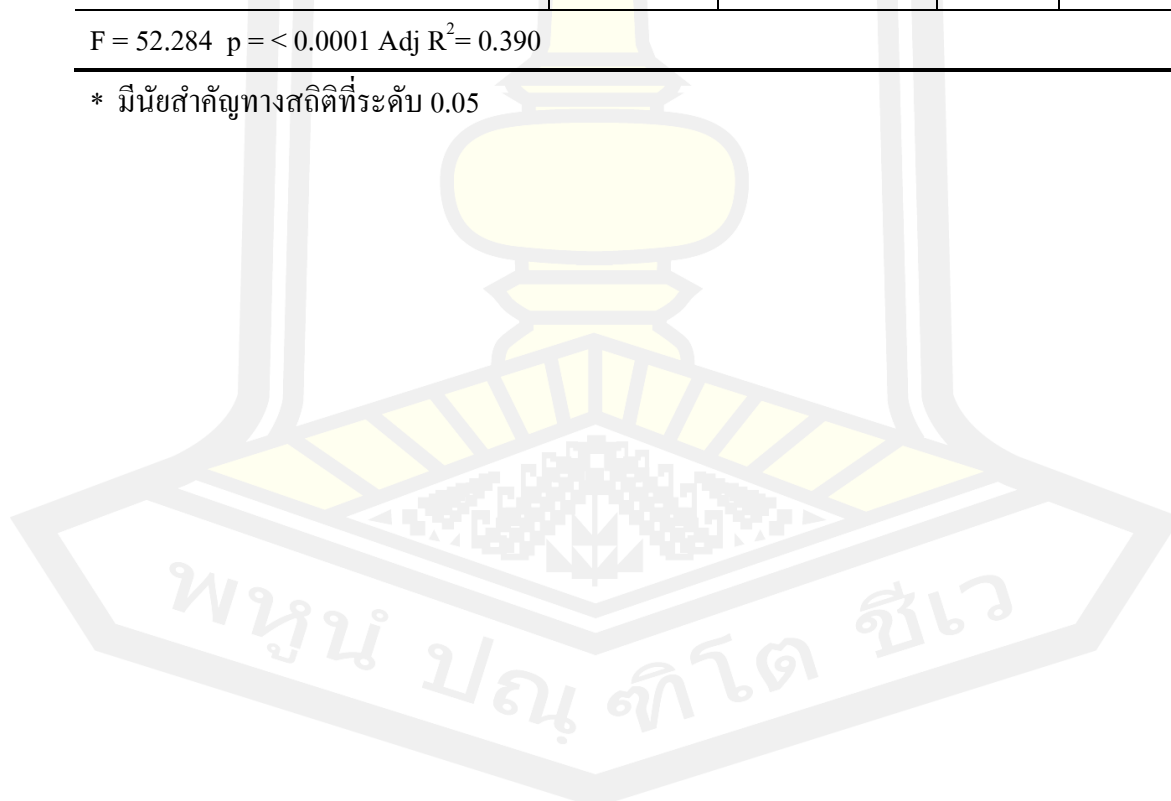 F = 52.284 p = < 0.0001 Adj R²= 0.390
* มีนัยสำคัญทางสถิติที่ระดับ 0.05
พหูนํ ปณฺฑิโต ชีเว